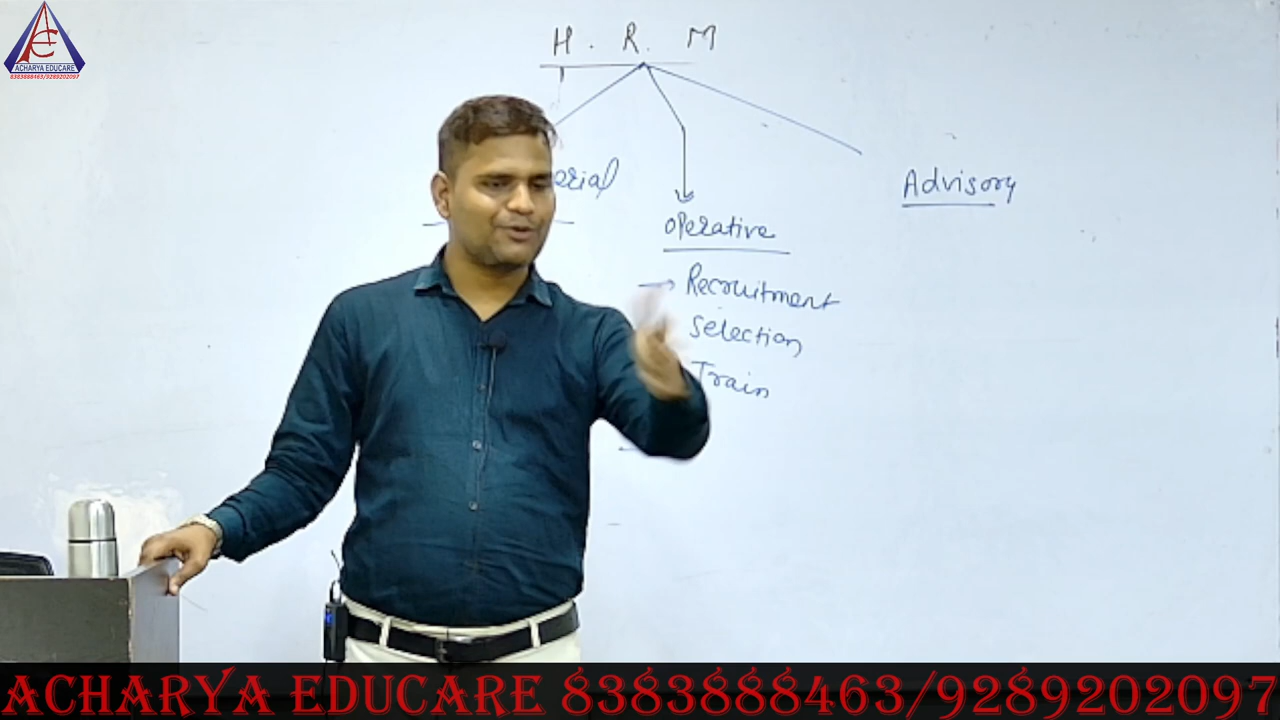 ACHARYA EDUCARE
8383888463/9289202097
H. R. M
erial
Advisory
operative
→ Recruitment
Selection
Train
ACHARYA EDUCARE 8383888463/9289202097